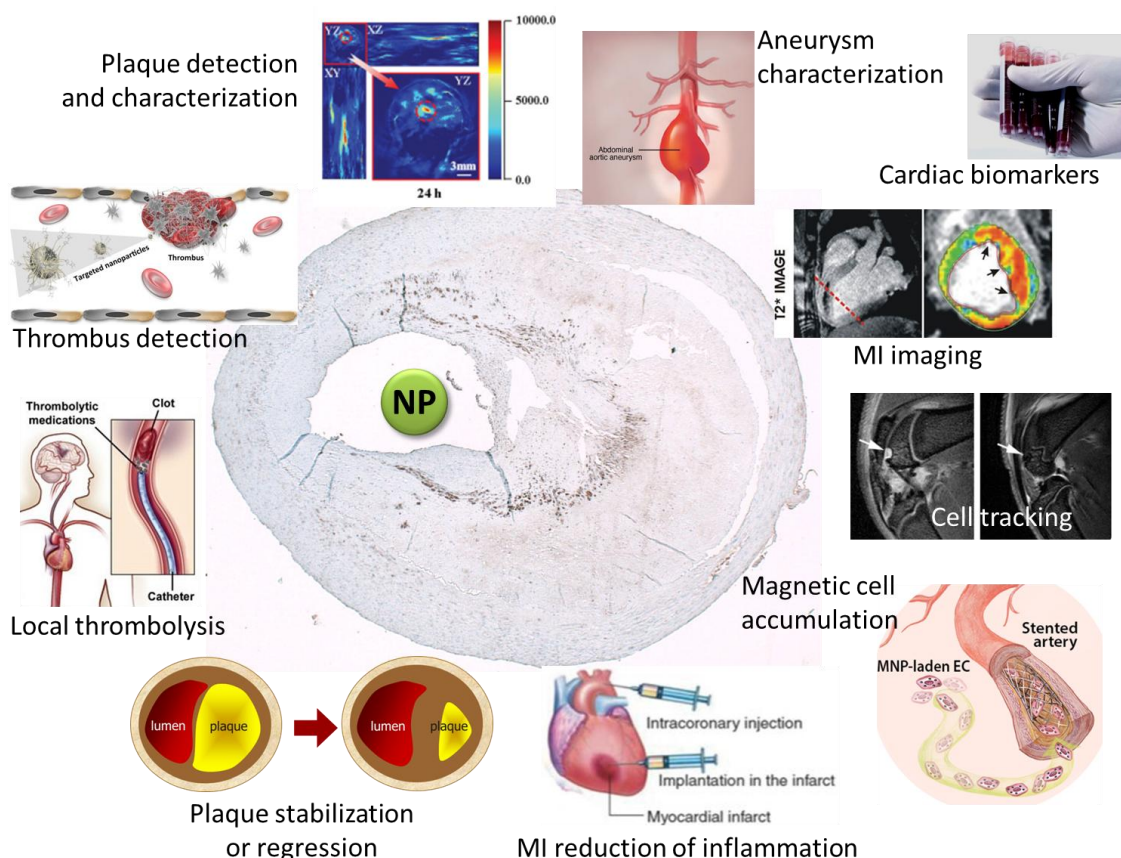 Plaque detection
and characterization
YZ
XZ
XY
YZ
3mm
24 h
10000.0
5000.0
0.0
Abdominal
aortic aneurysm
Aneurysm
characterization
Cardiac biomarkers
Targeted nanoparticles
Thrombus
Thrombus detection
T2* IMAGE
MI imaging
NP
Thrombolytic
medications
Clot
Catheter
Local thrombolysis
Cell tracking
Magnetic cell
accumulation
Stented
artery
MNP-laden EC
lumen
plaque
lumen
plaque
Plaque stabilization
or regression
Intracoronary injection
Implantation in the infarct
Myocardial infarct
MI reduction of inflammation